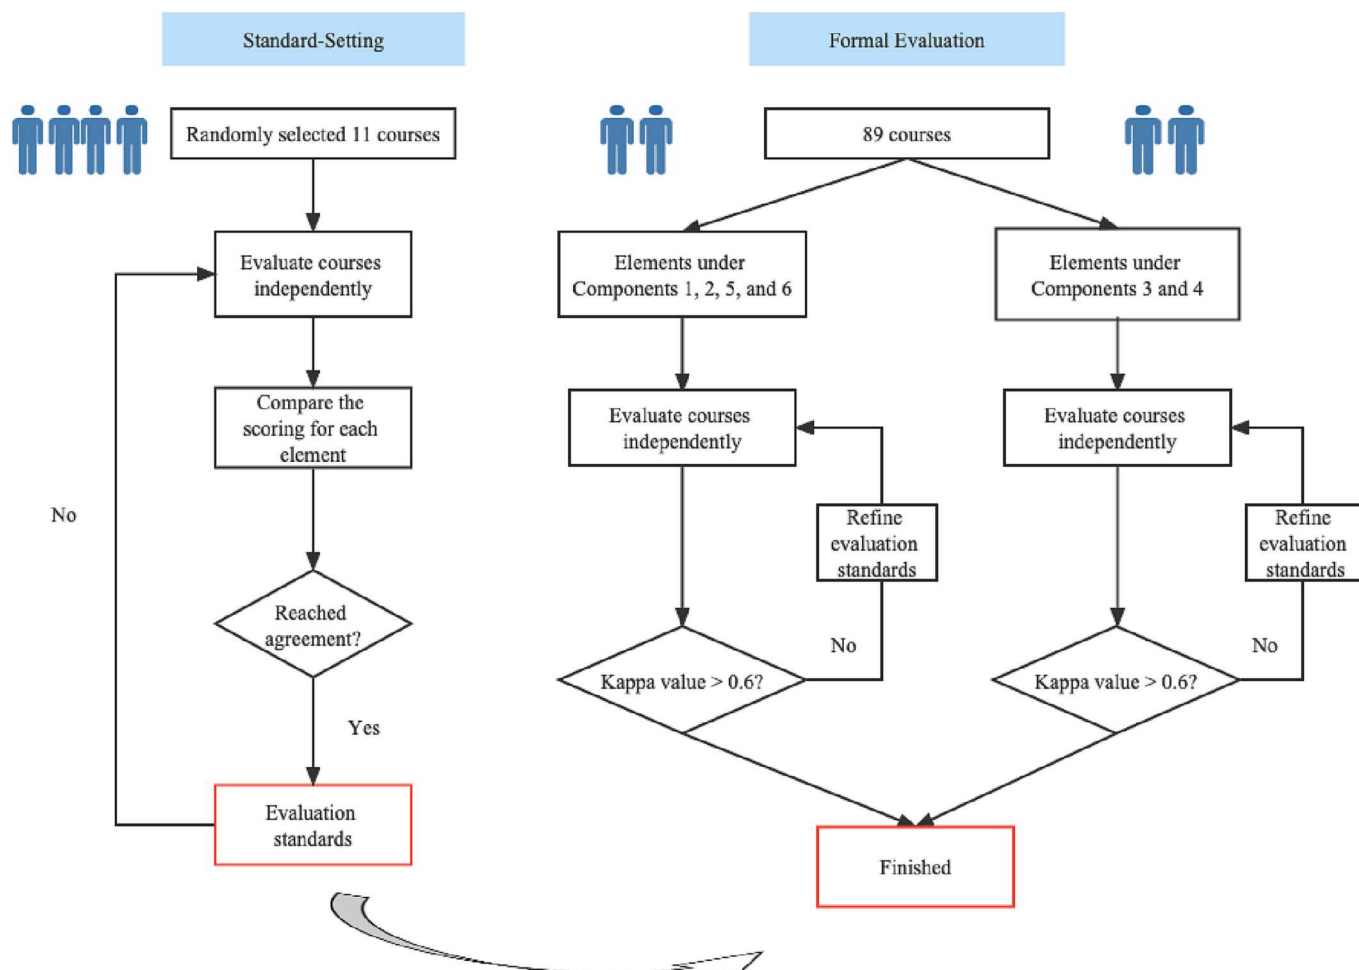 Standard-Setting
Randomly selected 11 courses
Evaluate courses
independently
Compare the
scoring for each
element
No
Reached
agreement?
Yes
Evaluation
standards
Formal Evaluation
89 courses
Elements under
Components 1, 2, 5, and 6
Evaluate courses
independently
Refine
evaluation
standards
No
Kappa value > 0.6?
Elements under
Components 3 and 4
Evaluate courses
independently
Refine
evaluation
standards
No
Kappa value > 0.6?
Finished